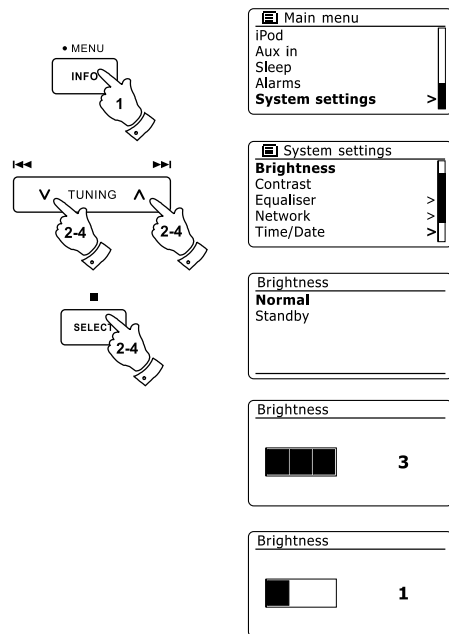 • MENU
INFO
1
TUNING
2-4
2-4
SELECT
2-4
Main menu
iPod
Aux in
Sleep
Alarms
System settings >
System settings
Brightness
Contrast
Equaliser >
Network >
Time/Date >
Brightness
Normal
Standby
Brightness
3
Brightness
1